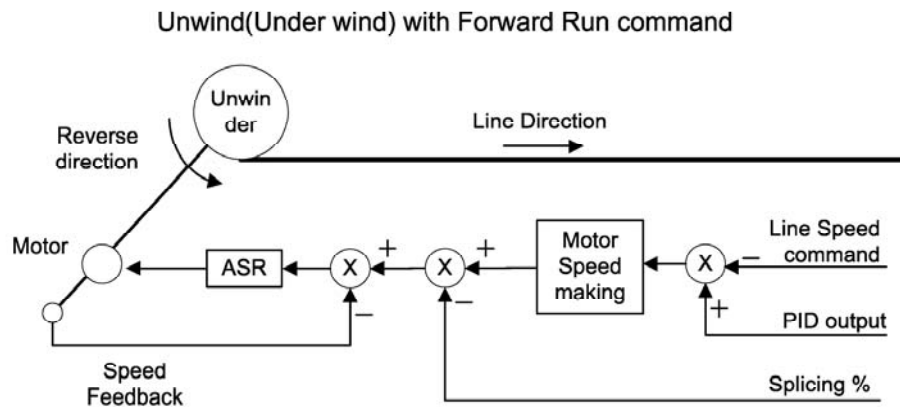 Unwind(Under wind) with Forward Run command
Unwin
der
Reverse
direction
Line Direction
Motor
ASR
X
+
−
X
+
−
Motor
Speed
making
X
−
+
Line Speed
command
PID output
Speed
Feedback
Splicing %